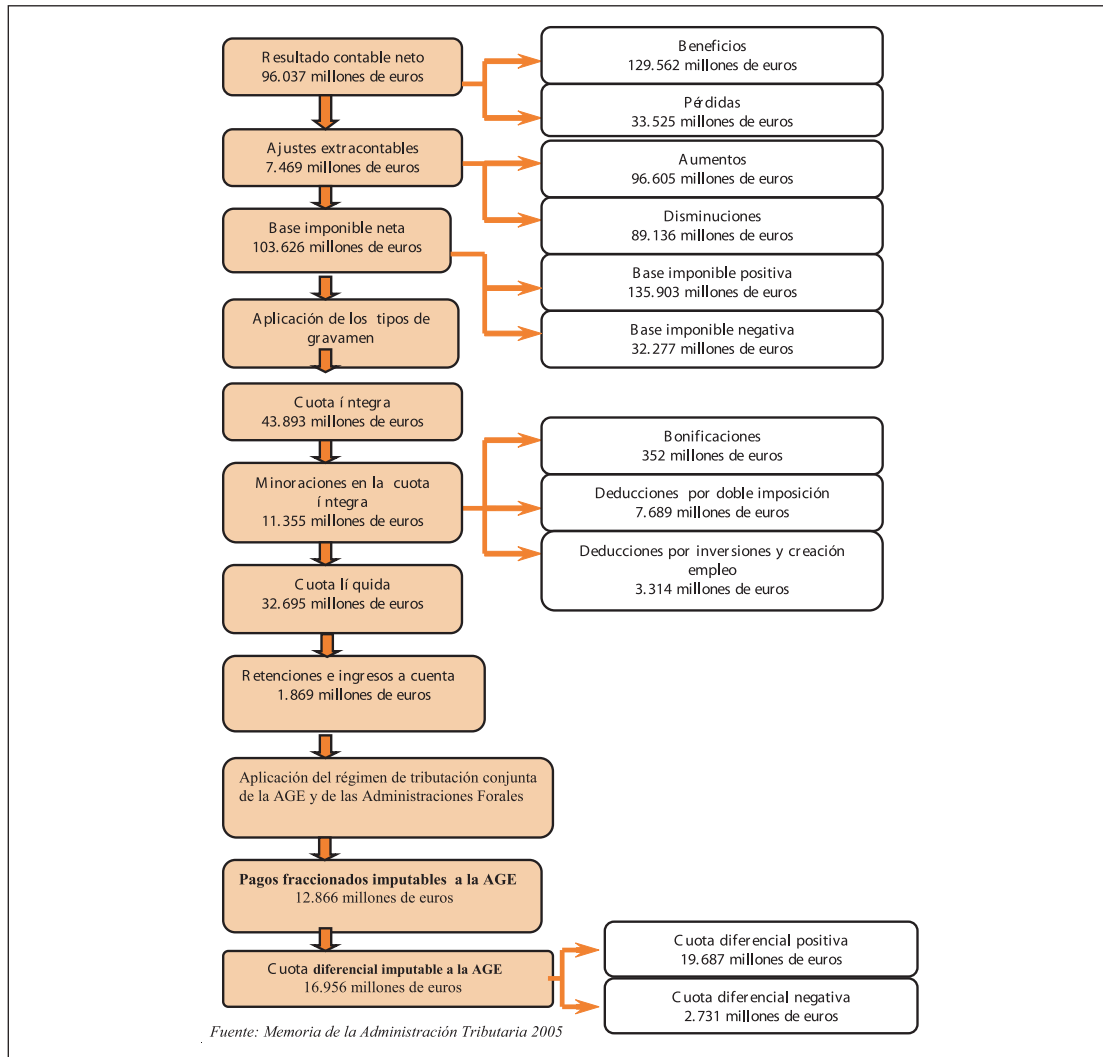 Resultado contable neto
96.037 millones de euros
Beneficios
129.562 millones de euros
Pérdidas
33.525 millones de euros
Ajustes extracontables
7.469 millones de euros
Aumentos
96.605 millones de euros
Disminuciones
89.136 millones de euros
Base imponible neta
103.626 millones de euros
Base imponible positiva
135.903 millones de euros
Base imponible negativa
32.277 millones de euros
Aplicación de los tipos de
gravamen
Cuota íntegra
43.893 millones de euros
Minoraciones en la cuota
íntegra
11.355 millones de euros
Bonificaciones
352 millones de euros
Deducciones por doble imposición
7.689 millones de euros
Deducciones por inversiones y creación
empleo
3.314 millones de euros
Cuota líquida
32.695 millones de euros
Retenciones e ingresos a cuenta
1.869 millones de euros
Aplicación del régimen de tributación conjunta
de la AGE y de las Administraciones Forales
Pagos fraccionados imputables a la AGE
12.866 millones de euros
Cuota diferencial imputable a la AGE
16.956 millones de euros
Cuota diferencial positiva
19.687 millones de euros
Cuota diferencial negativa
2.731 millones de euros
Fuente: Memoria de la Administración Tributaria 2005